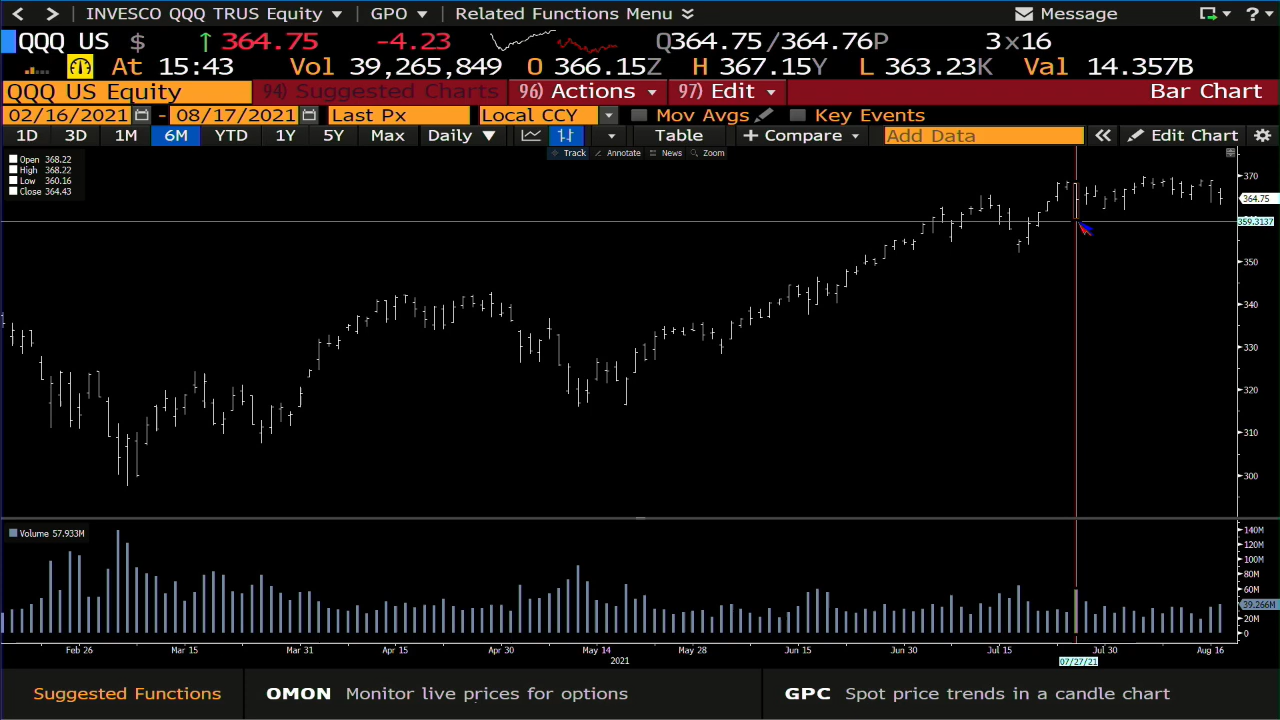 INVESCO QQQ TRUS Equity GPO Related Functions Menu Message ?
QQQ US $ ↑ 364.75 -4.23 Q364.75/364.76P 3x16
At 15:43 Vol 39,265,849 O 366.15Z H 367.15Y L 363.23K Val 14.357B
QQQ US Equity 94) Suggested Charts 96) Actions 97) Edit Bar Chart
02/16/2021 - 08/17/2021 Last Px Local CCY Mov Avgs Key Events
1D 3D 1M 6M YTD 1Y 5Y Max Daily ▼ Table + Compare Add Data « Edit Chart
Track Annotate News Zoom
Open 368.22
High 368.22
Low 360.16
Close 364.43
370
364.75
359.3137
350
340
330
320
310
300
Volume 57.933M
140M
120M
100M
80M
60M
39.266M
20M
0
Feb 26 Mar 15 Mar 31 Apr 15 Apr 30 May 14 May 28 Jun 15 Jun 30 Jul 15 Jul 30 Aug 16
2021 07/27/21
Suggested Functions OMON Monitor live prices for options GPC Spot price trends in a candle chart